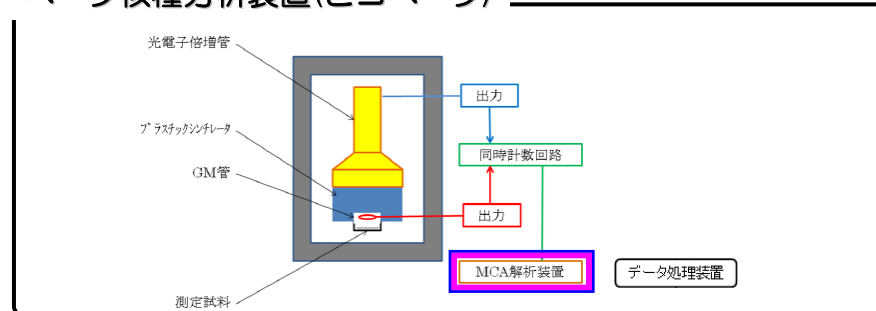 光電子倍増管
出力
ﾌﾟﾗｽﾁｯｸｼﾝﾁﾚｰﾀ
同時計数回路
GM管
出力
MCA解析装置
データ処理装置
測定試料